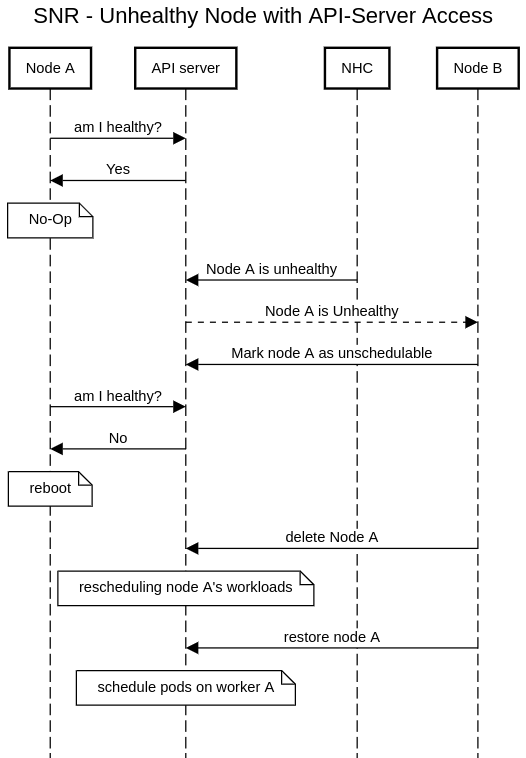 SNR - Unhealthy Node with API-Server Access
Node A
API server
NHC
Node B
am I healthy?
Yes
No-Op
Node A is unhealthy
Node A is Unhealthy
Mark node A as unschedulable
am I healthy?
No
reboot
delete Node A
rescheduling node A's workloads
restore node A
schedule pods on worker A